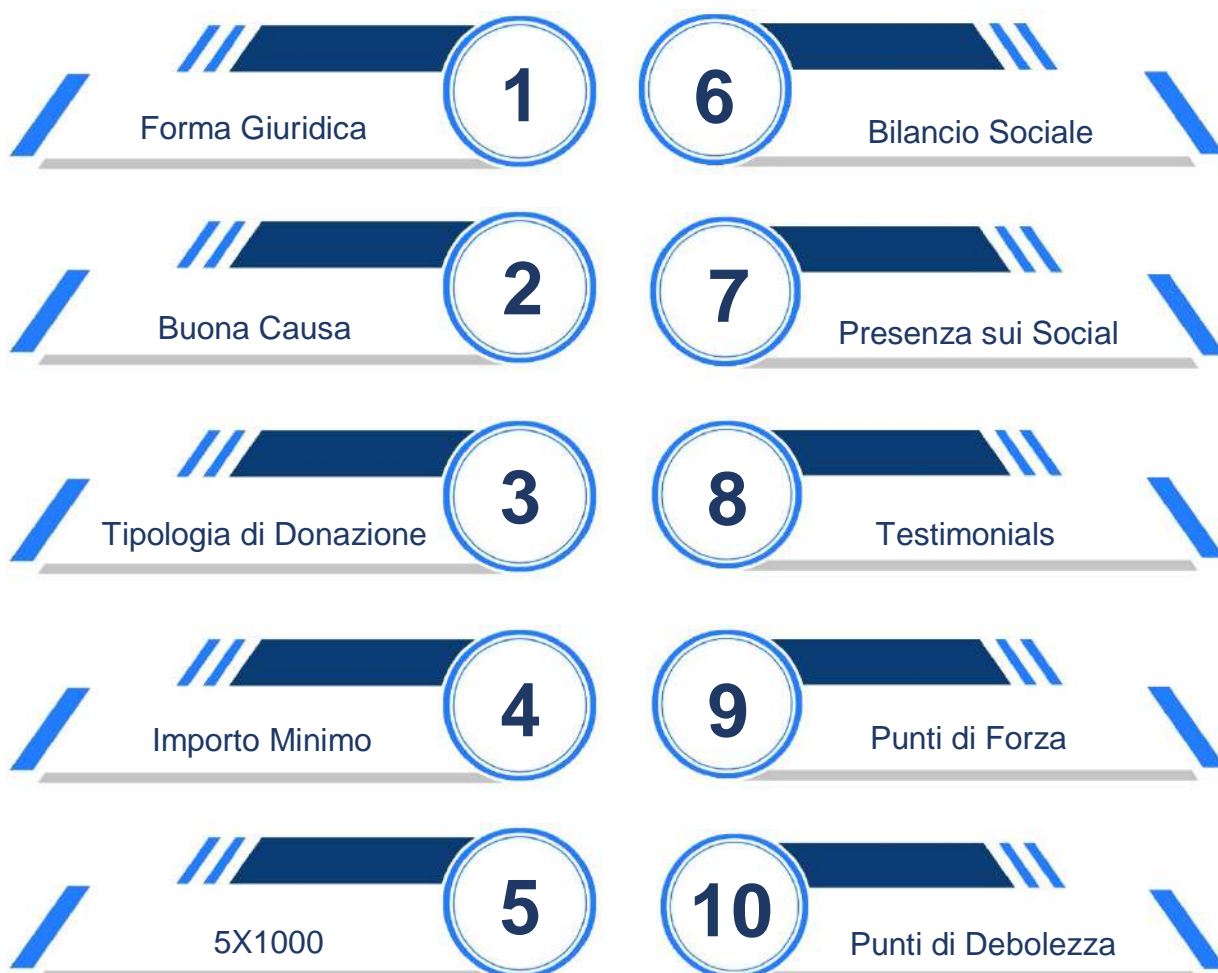 1
Forma Giuridica
2
Buona Causa
3
Tipologia di Donazione
4
Importo Minimo
5
5X1000
6
Bilancio Sociale
7
Presenza sui Social
8
Testimonials
9
Punti di Forza
10
Punti di Debolezza